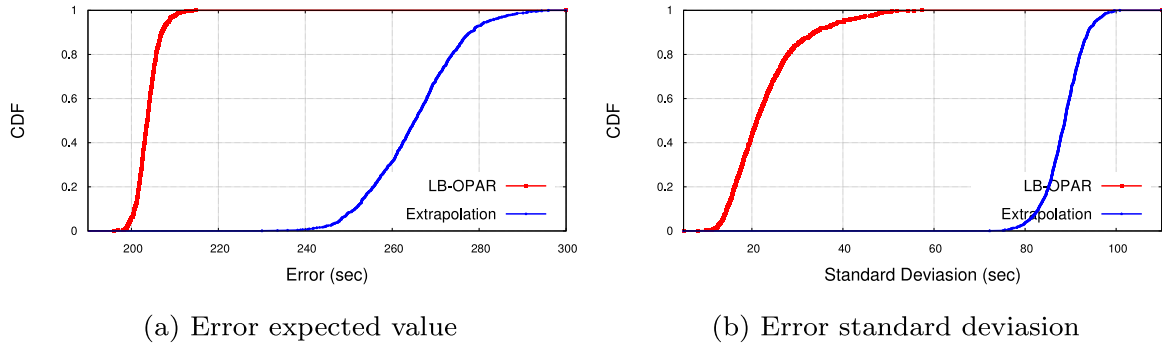 1
0.8
0.6
0.4
0.2
0
CDF
LB-OPAR
Extrapolation
200 220 240 260 280 300
Error (sec)
(a) Error expected value
1
0.8
0.6
0.4
0.2
0
CDF
LB-OPAR
Extrapolation
20 40 60 80 100
Standard Deviasion (sec)
(b) Error standard deviasion